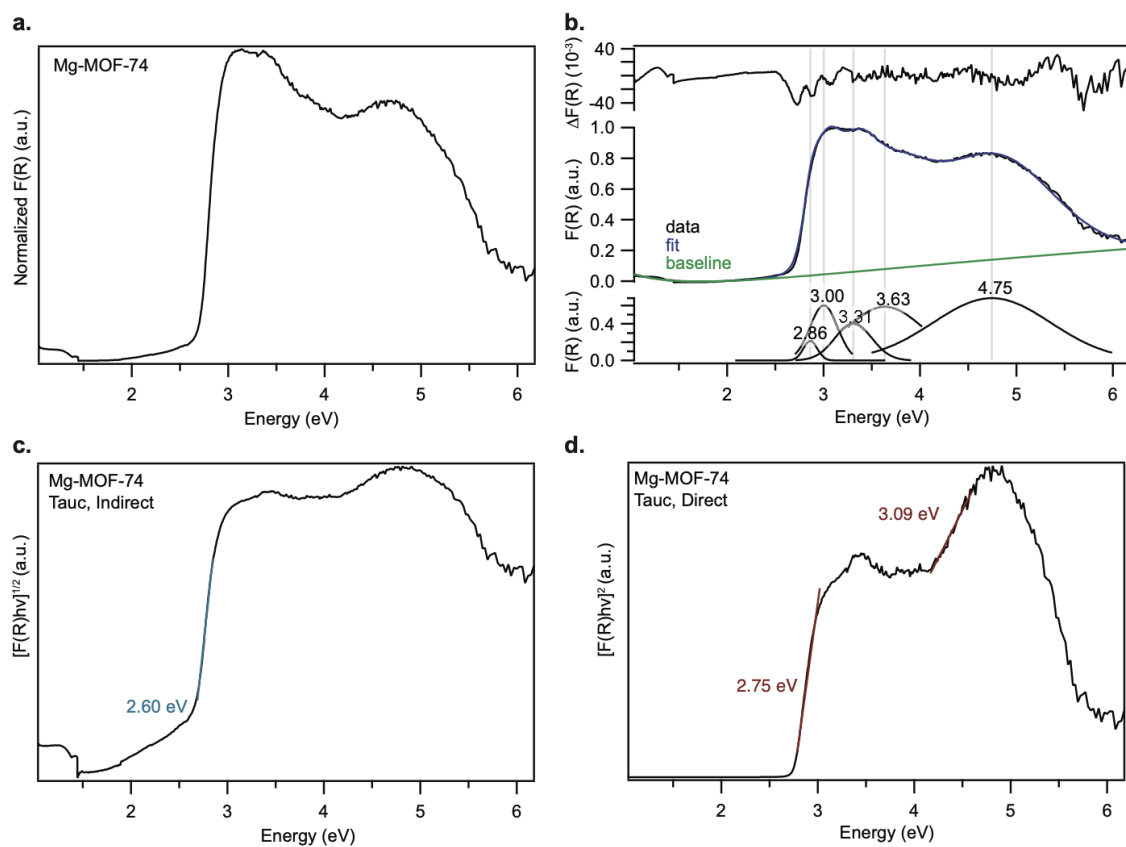 a.
Mg-MOF-74
Normalized F(R) (a.u.)
2 3 4 5 6
Energy (eV)
b.
ΔF(R) (10⁻³)
40
-40
F(R) (a.u.)
1.0
0.8
0.6
0.4
0.2
0.0
data
fit
baseline
F(R) (a.u.)
0.4
0.0
2.86
3.00
3.31
3.63
4.75
2 3 4 5 6
Energy (eV)
c.
Mg-MOF-74
Tauc, Indirect
[F(R)hν]¹/² (a.u.)
2.60 eV
2 3 4 5 6
Energy (eV)
d.
Mg-MOF-74
Tauc, Direct
[F(R)hν]² (a.u.)
3.09 eV
2.75 eV
2 3 4 5 6
Energy (eV)